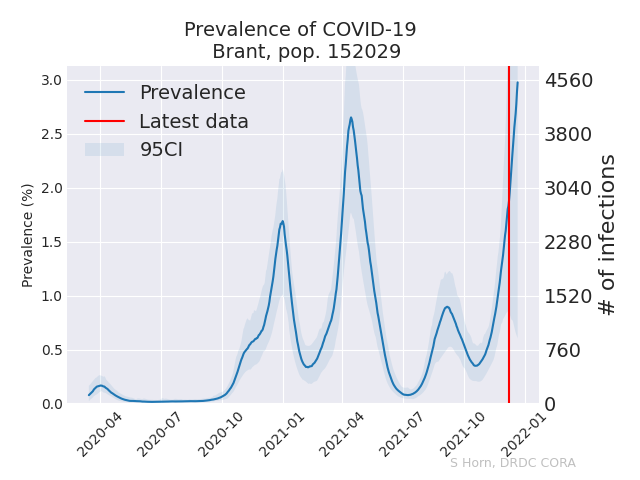 Prevalence of COVID-19
Brant, pop. 152029
Prevalence
Latest data
95CI
Prevalence (%)
3.0
2.5
2.0
1.5
1.0
0.5
0.0
4560
3800
3040
2280
1520
760
0
# of infections
2020-04
2020-07
2020-10
2021-01
2021-04
2021-07
2021-10
2022-01
S Horn, DRDC CORA